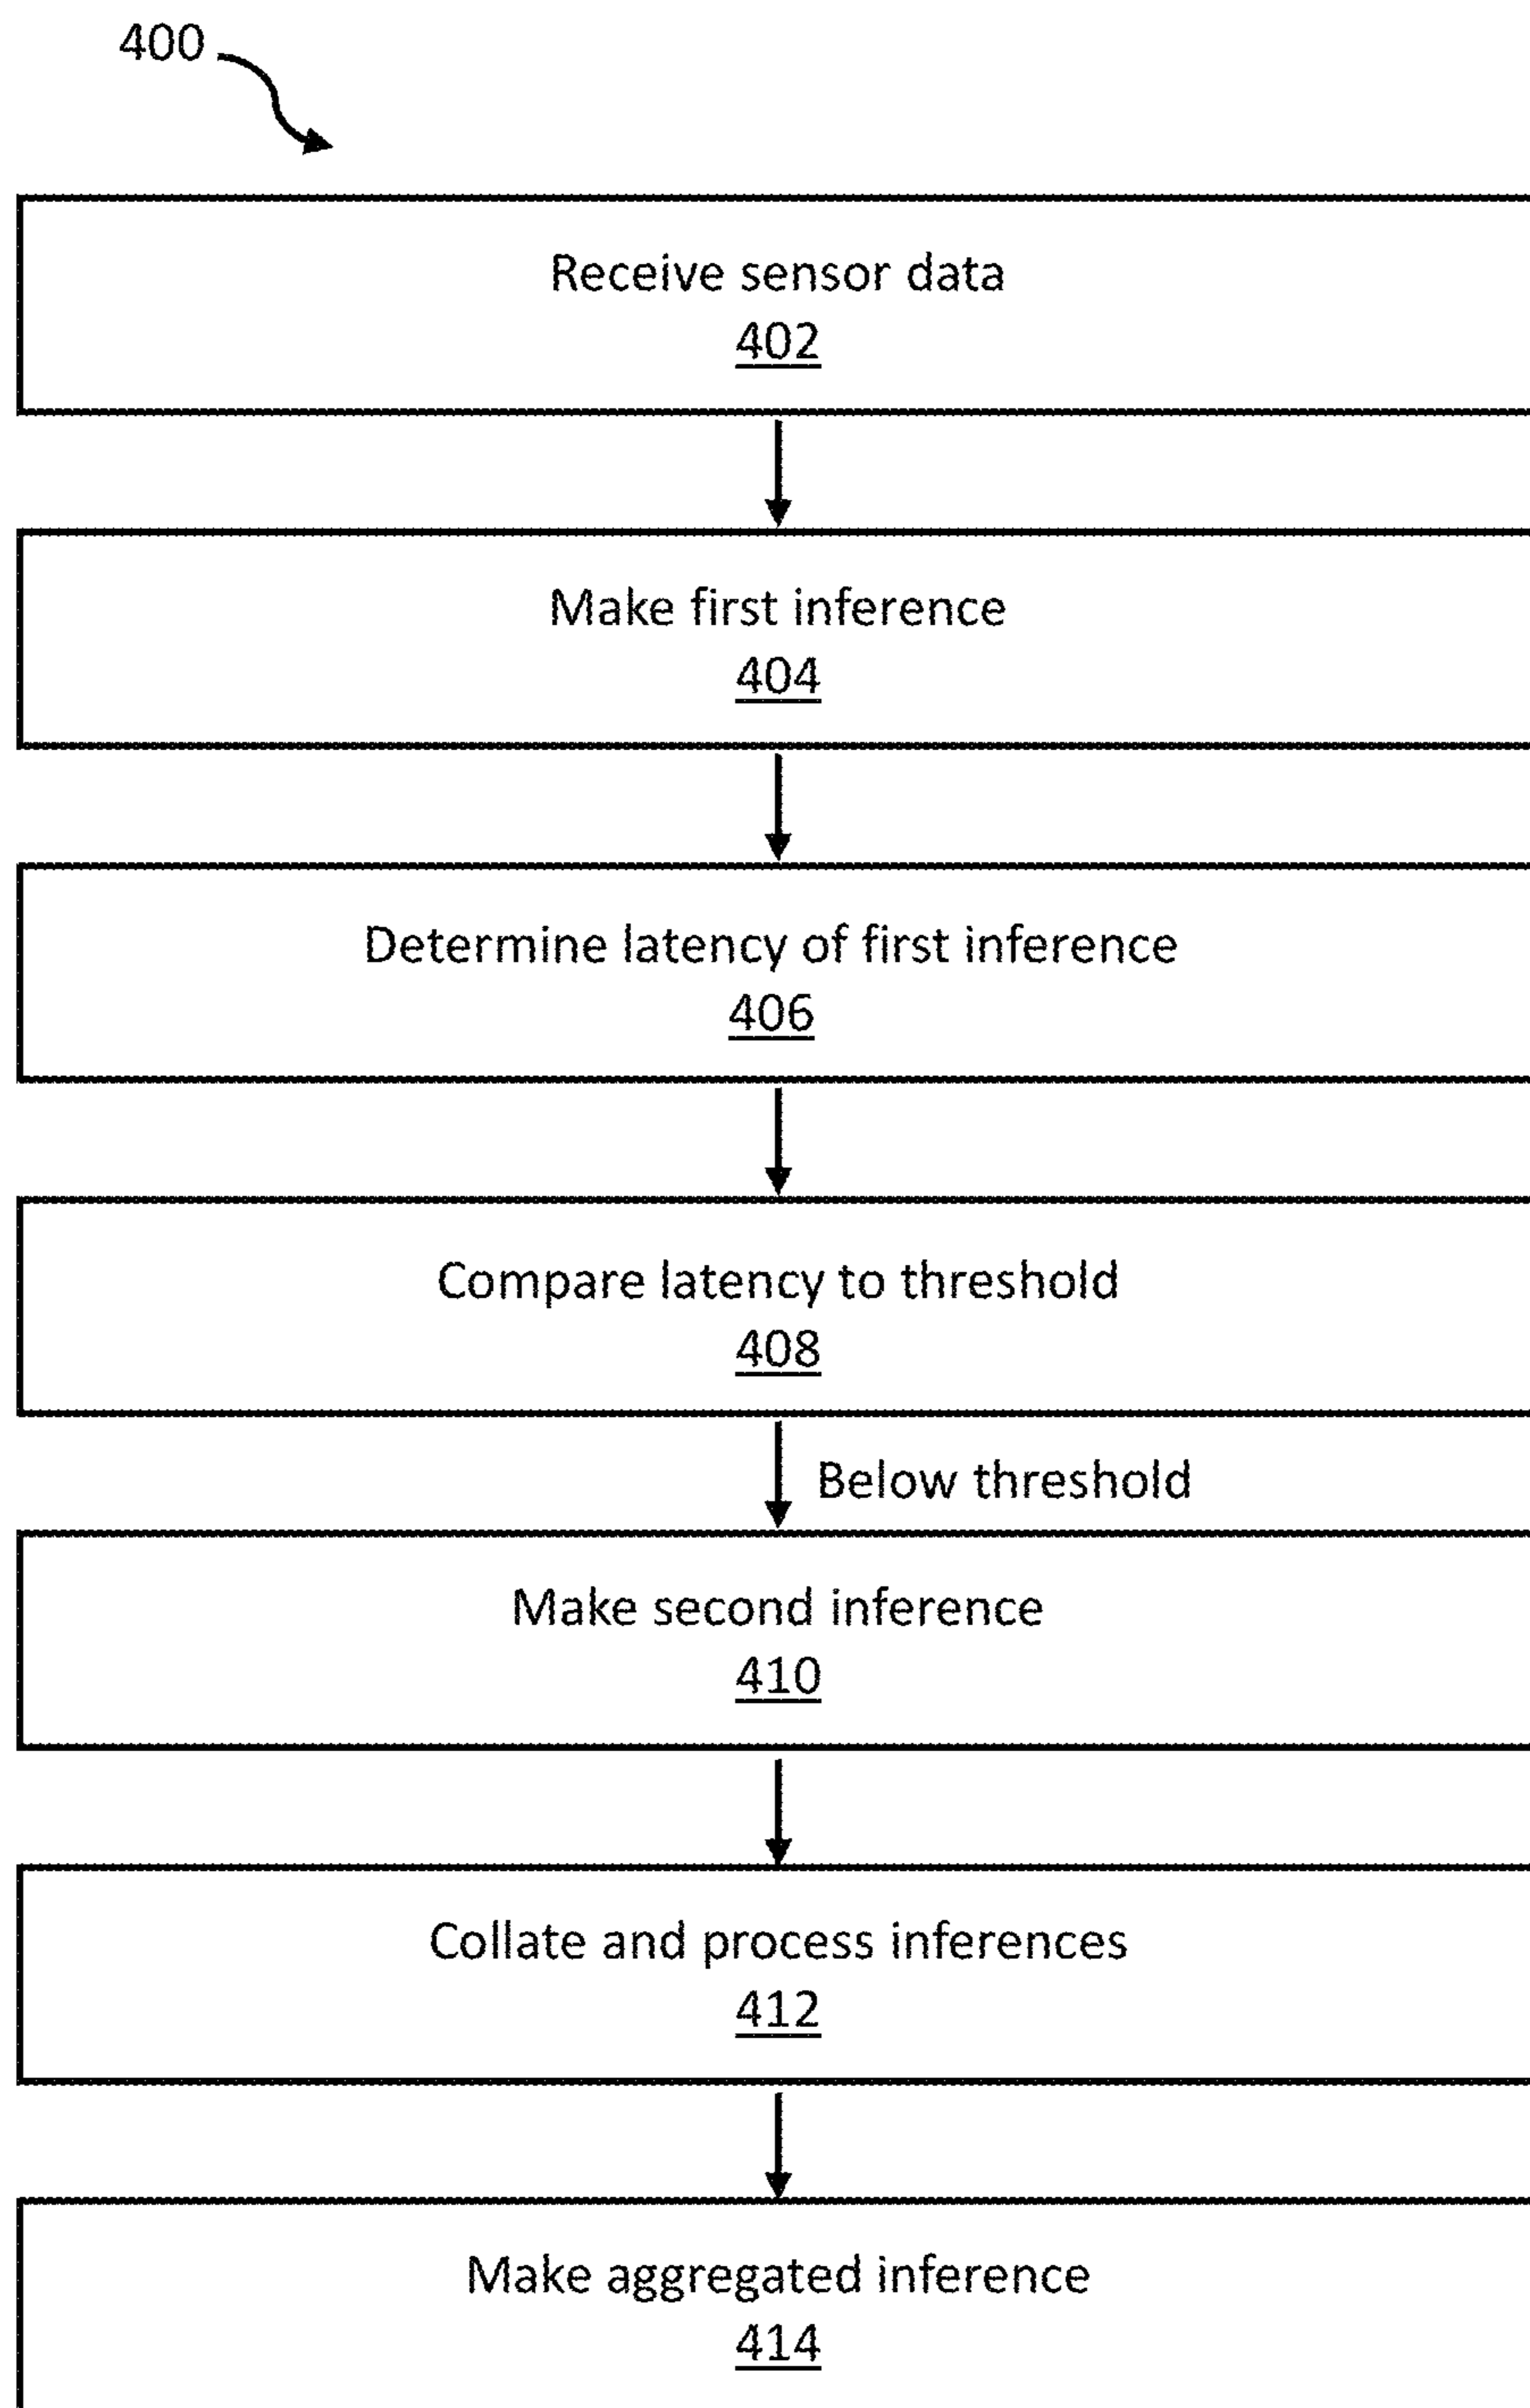 400
Receive sensor data
402
Make first inference
404
Determine latency of first inference
406
Compare latency to threshold
408
Below threshold
Make second inference
410
Collate and process inferences
412
Make aggregated inference
414